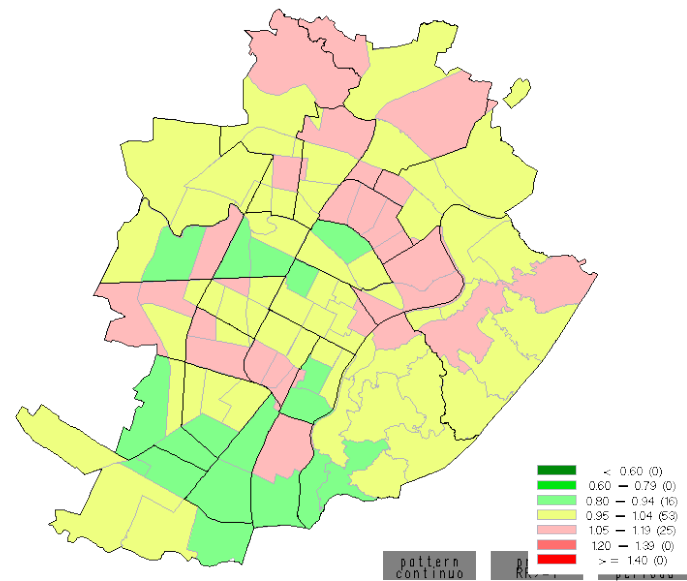 < 0.60 (0)
0.60 – 0.79 (0)
0.80 – 0.94 (16)
0.95 – 1.04 (53)
1.05 – 1.19 (25)
1.20 – 1.39 (0)
> = 1.40 (0)
pattern
continuo